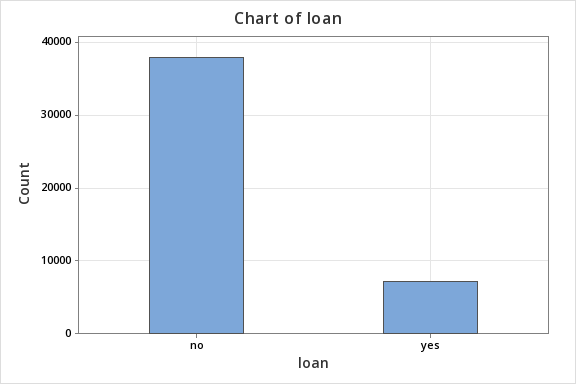 Chart of loan
40000
30000
20000
10000
0
Count
no yes
loan